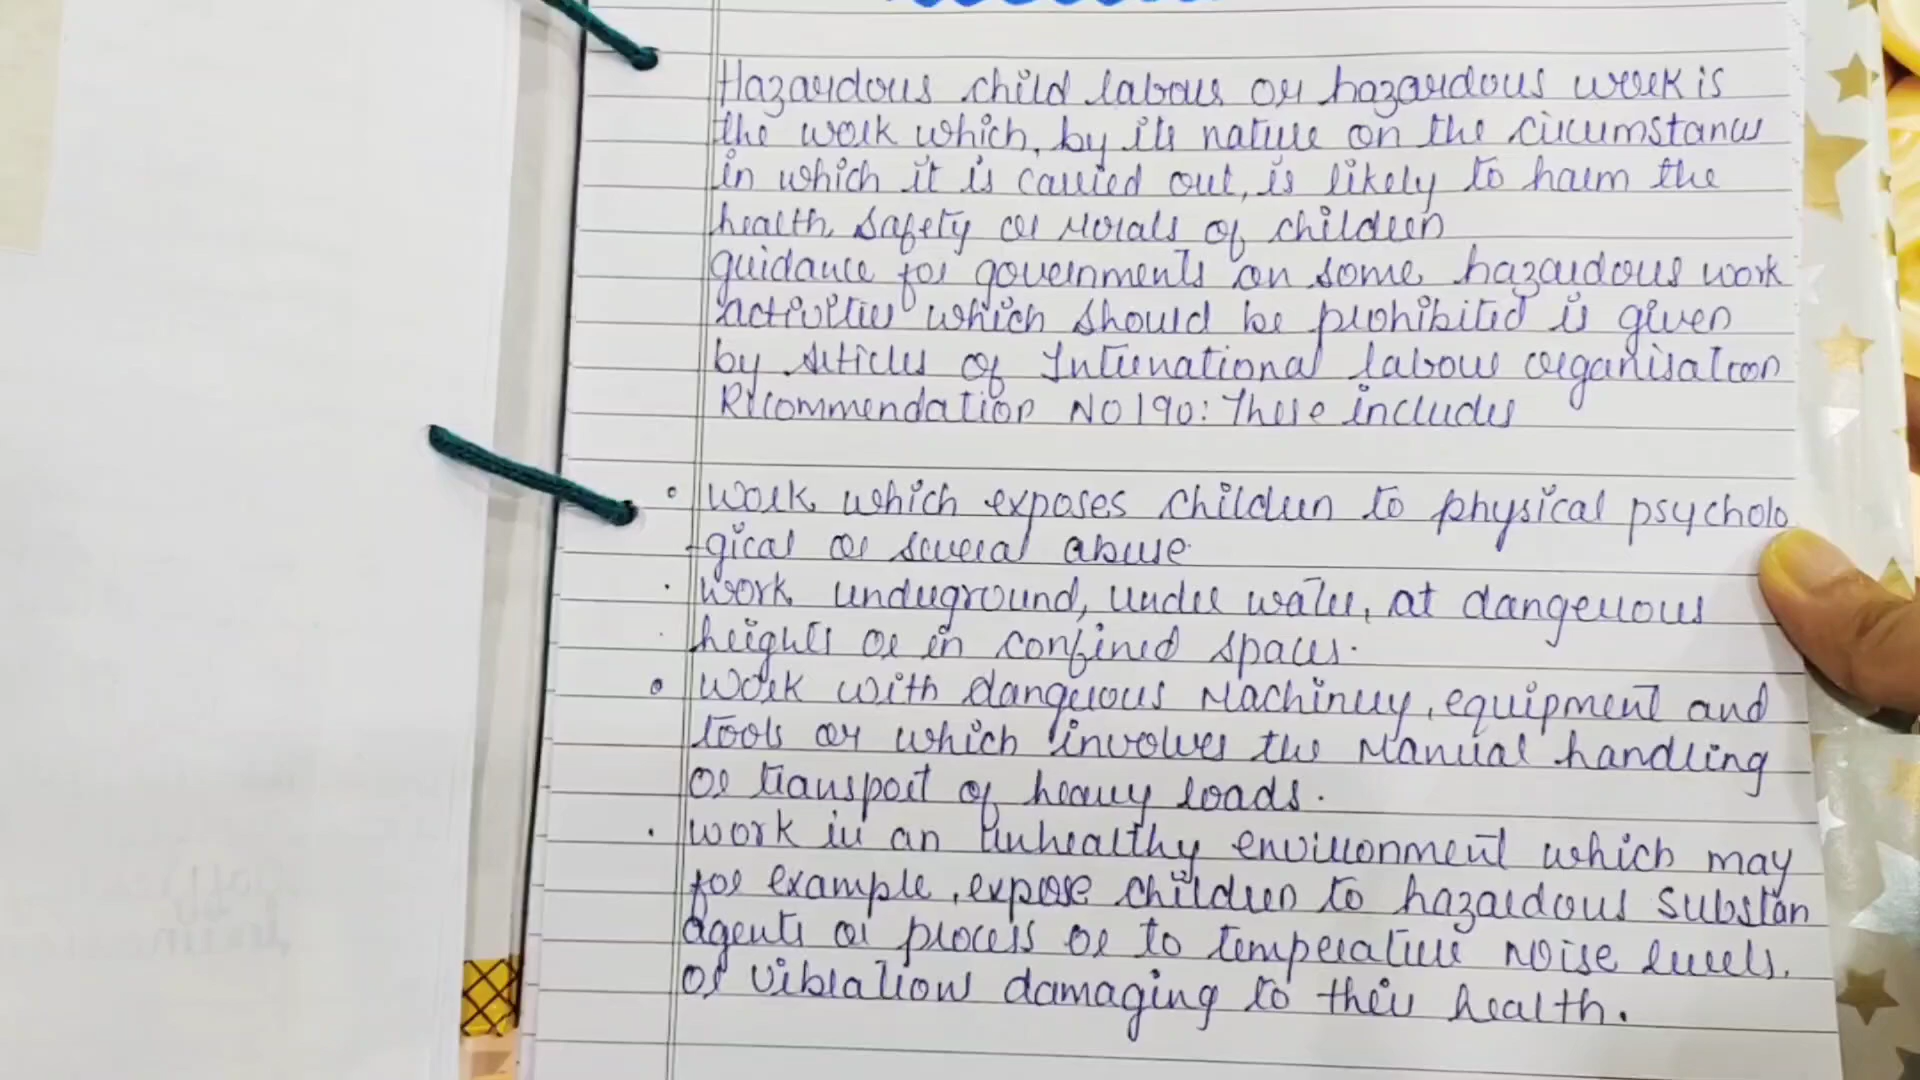 Hazardous child labour or hazardous work is
the work which, by its nature on the circumstances
in which it is carried out, is likely to harm the
health, safety or morals of children
guidance for governments on some hazardous work
activities which should be prohibited is given
by Articles of International labour organisation
Recommendation NO 190: These includes
• Work which exposes children to physical psycholo
-gical or sexual abuse.
• Work underground, under water, at dangerous
heights or in confined spaces.
• Work with dangerous Machinery, equipment and
tools or which involves the Manual handling
or transport of heavy loads.
• Work in an unhealthy environment which may
for example, expose children to hazardous substan
agents or process or to temperature noise levels,
or vibrations damaging to their health.